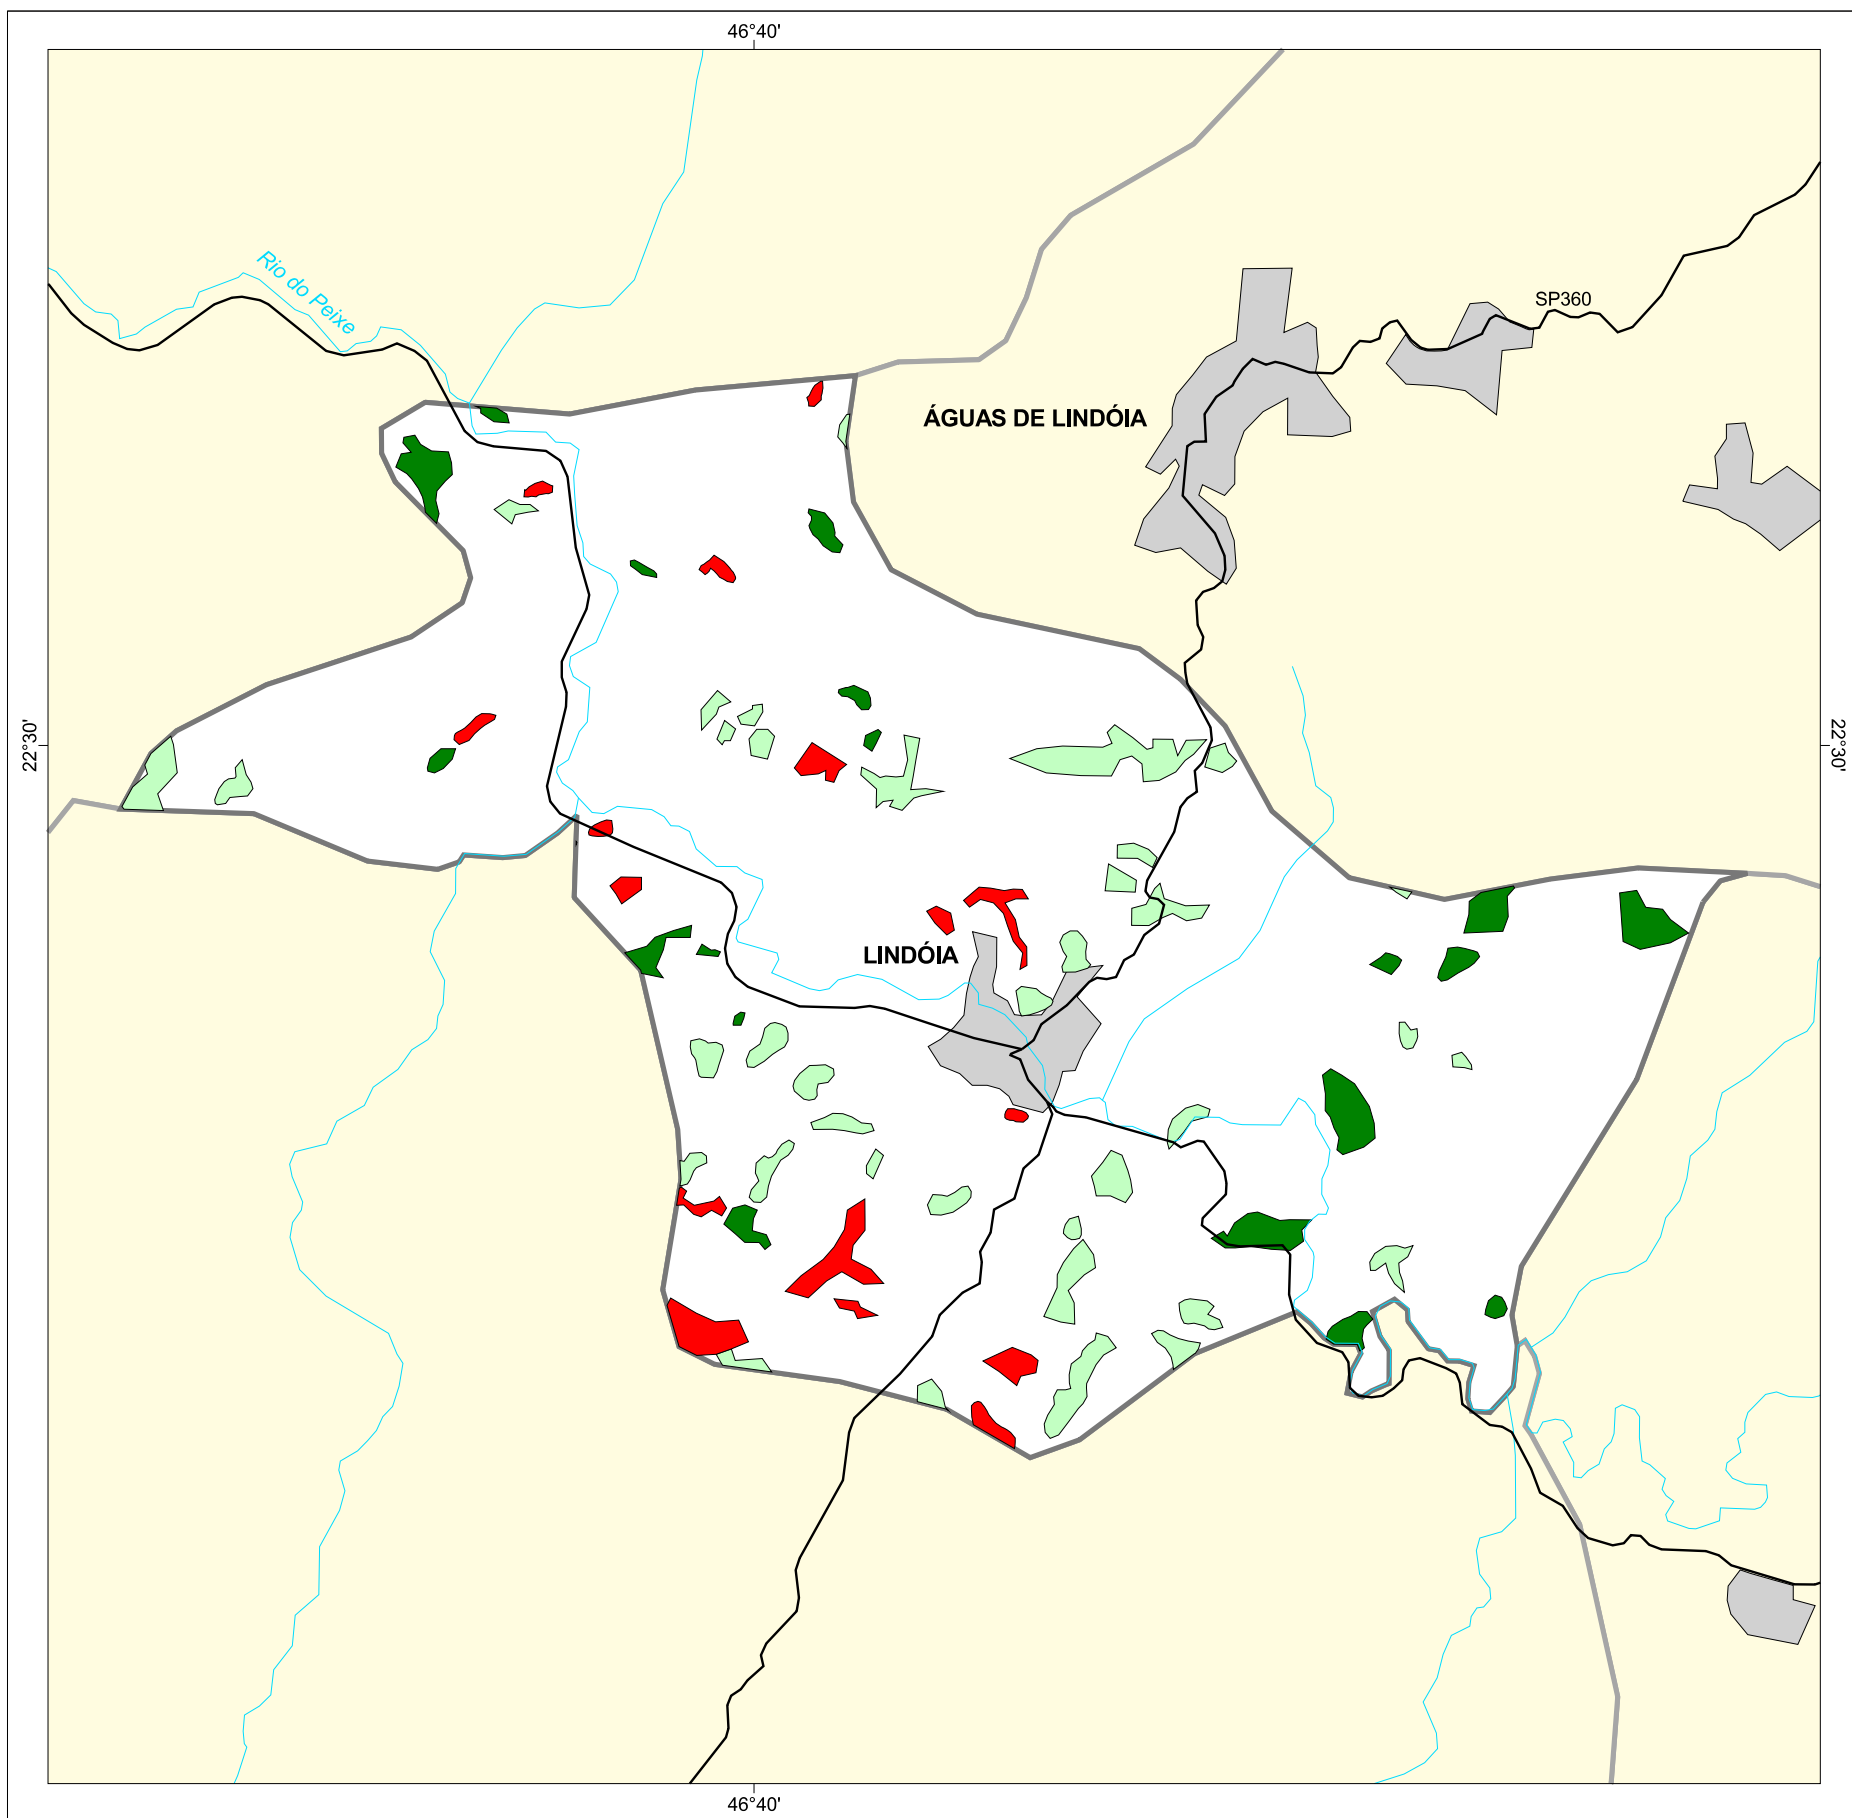 46°40'
Rio do Peixe
SP360
ÁGUAS DE LINDÓIA
22°30'
22°30'
LINDÓIA
46°40'